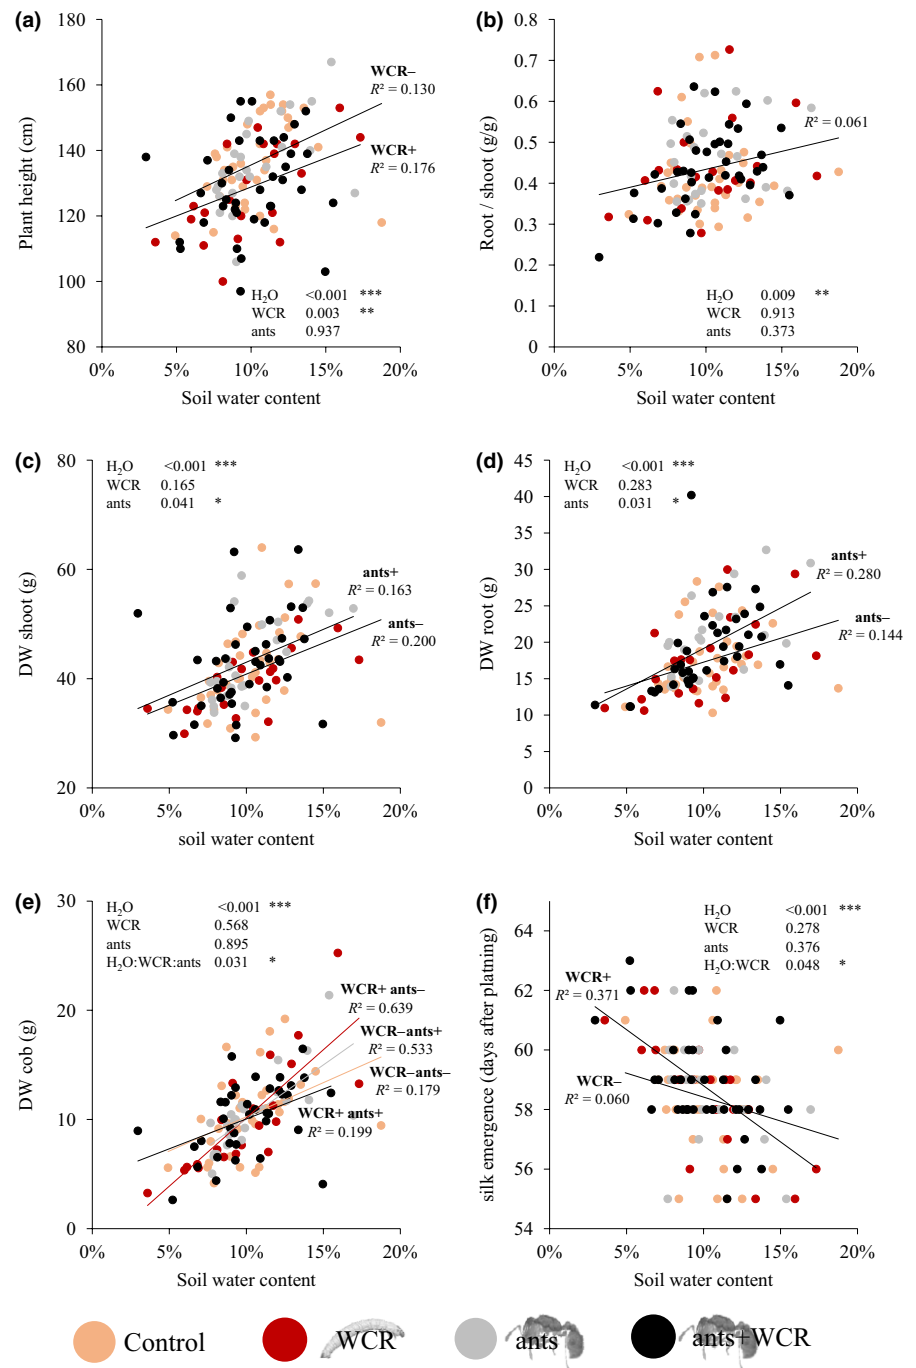 (a)
180
160
140
120
100
80
Plant height (cm)
WCR–
R² = 0.130
WCR+
R² = 0.176
H₂O <0.001 ***
WCR 0.003 **
ants 0.937
0% 5% 10% 15% 20%
Soil water content
(b)
0.8
0.7
0.6
0.5
0.4
0.3
0.2
0.1
0
Root / shoot (g/g)
R² = 0.061
H₂O 0.009 **
WCR 0.913
ants 0.373
0% 5% 10% 15% 20%
Soil water content
(c)
80
60
40
20
DW shoot (g)
H₂O <0.001 ***
WCR 0.165
ants 0.041 *
ants+
R² = 0.163
ants–
R² = 0.200
0% 5% 10% 15% 20%
soil water content
(d)
45
40
35
30
25
20
15
10
5
0
DW root (g)
H₂O <0.001 ***
WCR 0.283
ants 0.031 *
ants+
R² = 0.280
ants–
R² = 0.144
0% 5% 10% 15% 20%
Soil water content
(e)
30
20
10
0
DW cob (g)
H₂O <0.001 ***
WCR 0.568
ants 0.895
H₂O:WCR:ants 0.031 *
WCR+ ants–
R² = 0.639
WCR–ants+
R² = 0.533
WCR–ants–
R² = 0.179
WCR+ ants+
R² = 0.199
0% 5% 10% 15% 20%
Soil water content
(f)
64
62
60
58
56
54
silk emergence (days after platning)
H₂O <0.001 ***
WCR 0.278
ants 0.376
H₂O:WCR 0.048 *
WCR+
R² = 0.371
WCR–
R² = 0.060
0% 5% 10% 15% 20%
Soil water content
Control WCR ants ants+WCR